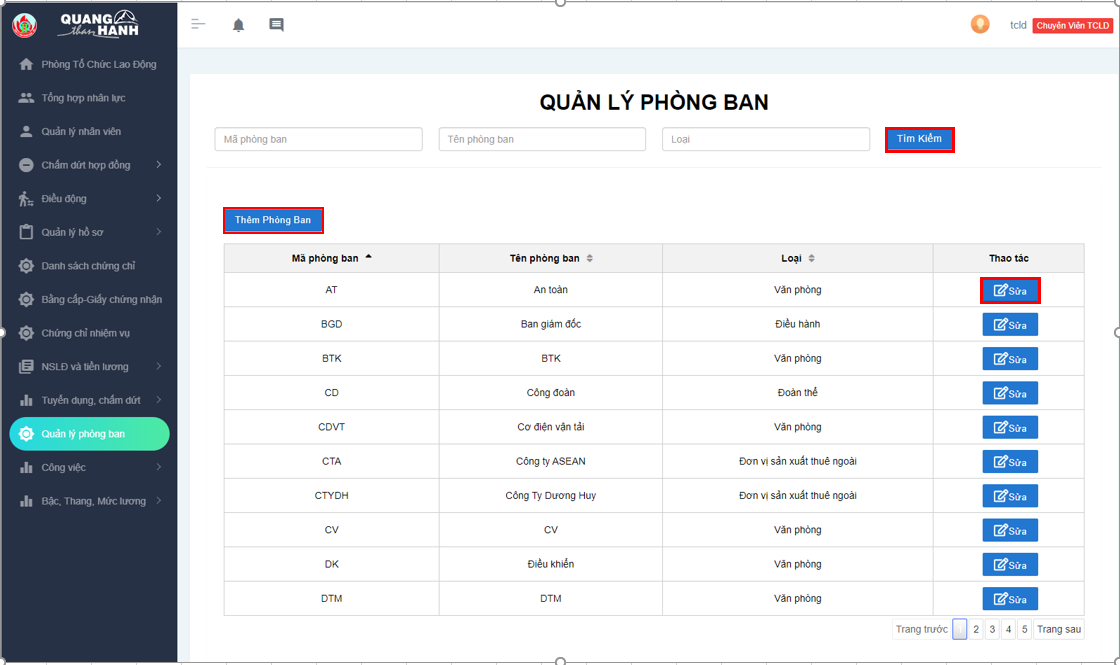 QUANG
than HẠNH
tcld
Chuyên Viên TCLD
Phòng Tổ Chức Lao Động
Tổng hợp nhân lực
Quản lý nhân viên
Chấm dứt hợp đồng
Điều động
Quản lý hồ sơ
Danh sách chứng chỉ
Bằng cấp-Giấy chứng nhận
Chứng chỉ nhiệm vụ
NSLĐ và tiền lương
Tuyển dụng, chấm dứt
Quản lý phòng ban
Công việc
Bậc, Thang, Mức lương
QUẢN LÝ PHÒNG BAN
Mã phòng ban
Tên phòng ban
Loại
Tìm Kiếm
Thêm Phòng Ban
Mã phòng ban Tên phòng ban Loại Thao tác
AT An toàn Văn phòng Sửa
BGD Ban giám đốc Điều hành Sửa
BTK BTK Văn phòng Sửa
CD Công đoàn Đoàn thể Sửa
CDVT Cơ điện vận tải Văn phòng Sửa
CTA Công ty ASEAN Đơn vị sản xuất thuê ngoài Sửa
CTYDH Công Ty Dương Huy Đơn vị sản xuất thuê ngoài Sửa
CV CV Văn phòng Sửa
DK Điều khiển Văn phòng Sửa
DTM DTM Văn phòng Sửa
Trang trước 1 2 3 4 5 Trang sau